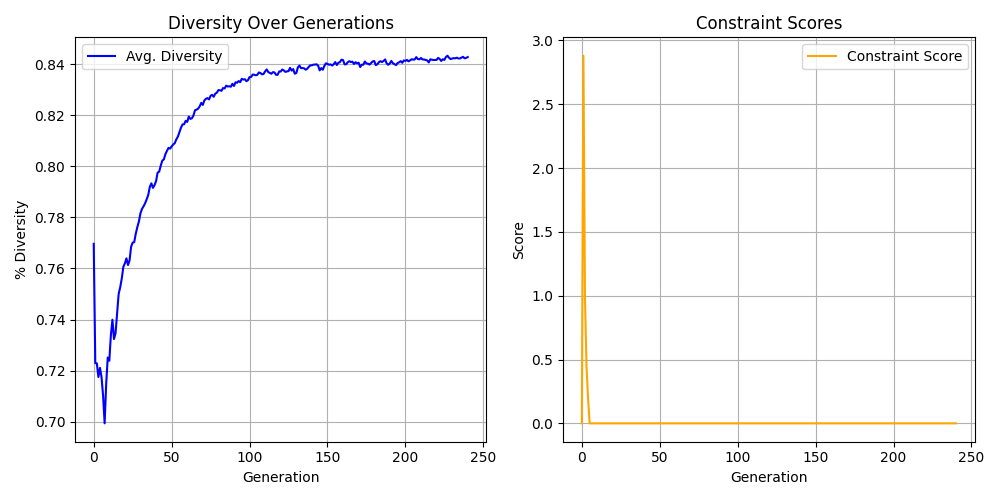 Diversity Over Generations
Avg. Diversity
% Diversity
0.84
0.82
0.80
0.78
0.76
0.74
0.72
0.70
0 50 100 150 200 250
Generation
Constraint Scores
Constraint Score
Score
3.0
2.5
2.0
1.5
1.0
0.5
0.0
0 50 100 150 200 250
Generation